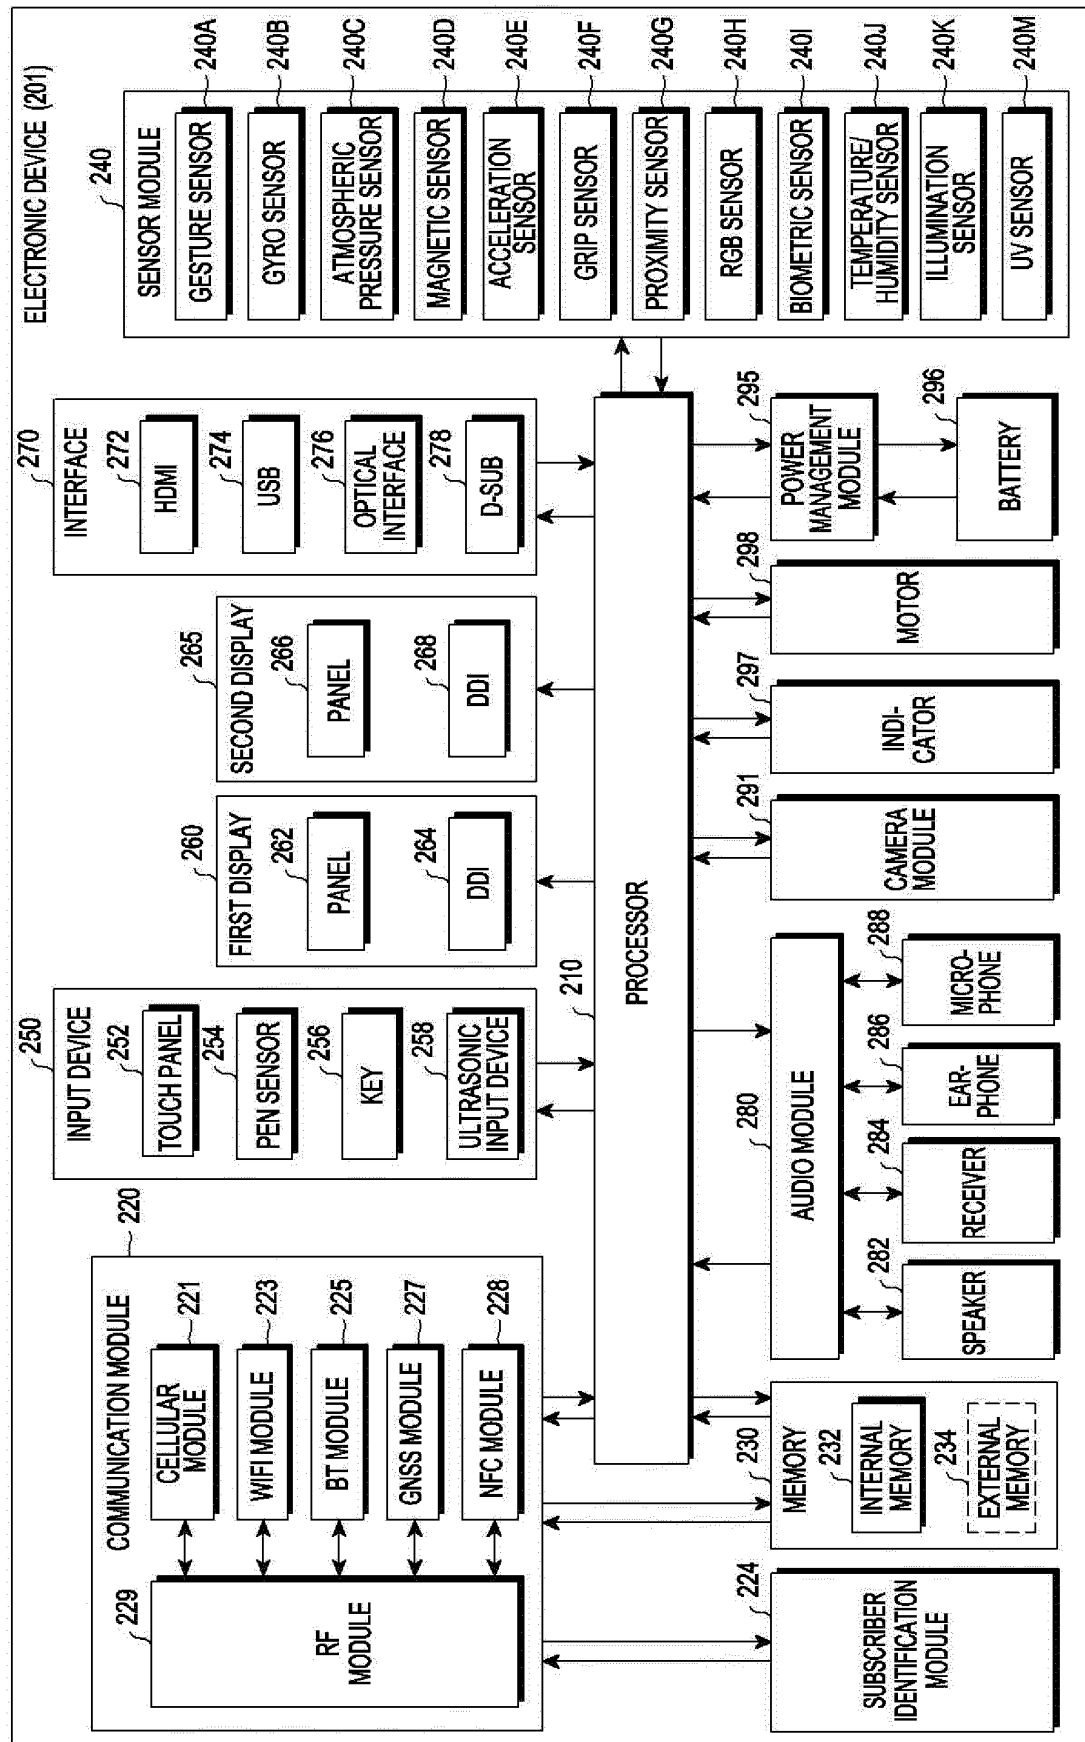 ELECTRONIC DEVICE (201)
220
COMMUNICATION MODULE
229
RF
MODULE
CELLULAR
MODULE
221
WIFI MODULE
223
BT MODULE
225
GNSS MODULE
227
NFC MODULE
228
250
INPUT DEVICE
252
TOUCH PANEL
254
PEN SENSOR
256
KEY
258
ULTRASONIC
INPUT DEVICE
260
FIRST DISPLAY
262
PANEL
264
DDI
265
SECOND DISPLAY
266
PANEL
268
DDI
270
INTERFACE
272
HDMI
274
USB
276
OPTICAL
INTERFACE
278
D-SUB
240
SENSOR MODULE
GESTURE SENSOR
240A
GYRO SENSOR
240B
ATMOSPHERIC
PRESSURE SENSOR
240C
MAGNETIC SENSOR
240D
ACCELERATION
SENSOR
240E
GRIP SENSOR
240F
PROXIMITY SENSOR
240G
RGB SENSOR
240H
BIOMETRIC SENSOR
240I
TEMPERATURE/
HUMIDITY SENSOR
240J
ILLUMINATION
SENSOR
240K
UV SENSOR
240M
210
PROCESSOR
224
SUBSCRIBER
IDENTIFICATION
MODULE
230
MEMORY
232
INTERNAL
MEMORY
234
EXTERNAL
MEMORY
280
AUDIO MODULE
282
SPEAKER
284
RECEIVER
286
EAR-
PHONE
288
MICRO-
PHONE
291
CAMERA
MODULE
297
INDI-
CATOR
298
MOTOR
295
POWER
MANAGEMENT
MODULE
296
BATTERY